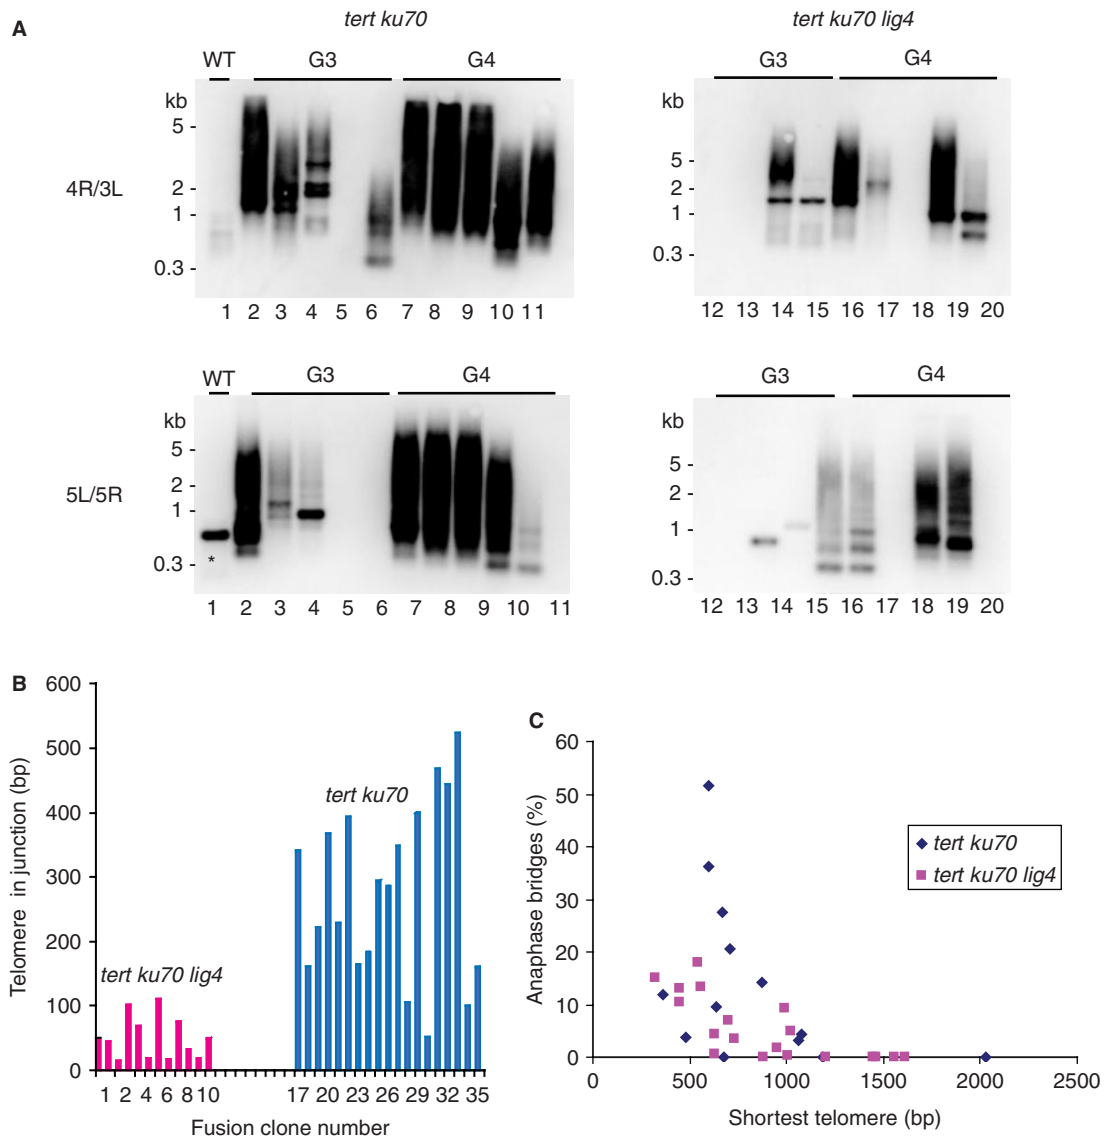 A
tert ku70
tert ku70 lig4
WT G3 G4
G3 G4
kb
5 -
2 -
1 -
0.3 -
4R/3L
1 2 3 4 5 6 7 8 9 10 11
kb
5 -
2 -
1 -
0.3 -
12 13 14 15 16 17 18 19 20
WT G3 G4
G3 G4
kb
5 -
2 -
1 -
0.3 -
5L/5R
*
1 2 3 4 5 6 7 8 9 10 11
kb
5 -
2 -
1 -
0.3 -
12 13 14 15 16 17 18 19 20
B
600
500
400
300
200
100
0
Telomere in junction (bp)
tert ku70
tert ku70 lig4
1 2 4 6 8 10 17 20 23 26 29 32 35
Fusion clone number
C
60
50
40
30
20
10
0
Anaphase bridges (%)
tert ku70
tert ku70 lig4
0 500 1000 1500 2000 2500
Shortest telomere (bp)